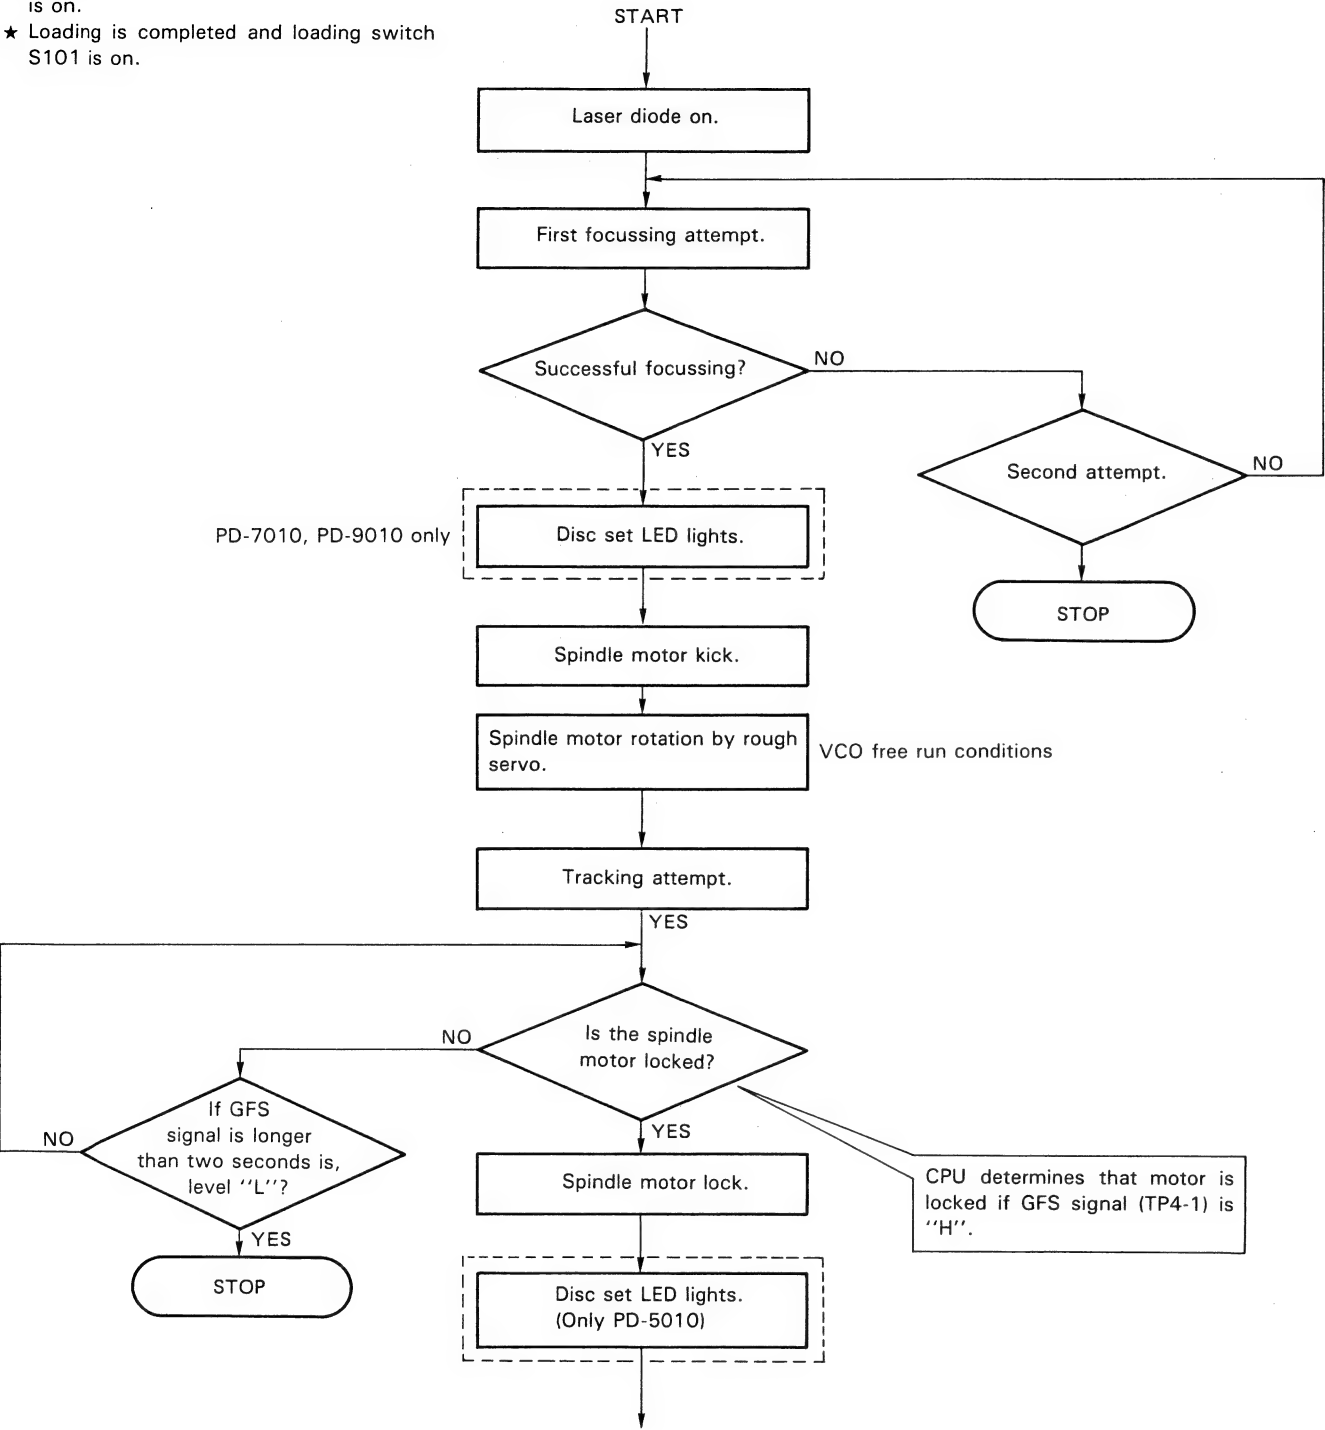 is on.
★ Loading is completed and loading switch
S101 is on.
START
Laser diode on.
First focussing attempt.
Successful focussing?
NO
YES
Second attempt.
NO
STOP
PD-7010, PD-9010 only
Disc set LED lights.
Spindle motor kick.
Spindle motor rotation by rough
servo.
VCO free run conditions
Tracking attempt.
YES
Is the spindle
motor locked?
NO
YES
If GFS
signal is longer
than two seconds is,
level ‘‘L’’?
NO
YES
STOP
CPU determines that motor is
locked if GFS signal (TP4-1) is
‘‘H’’.
Spindle motor lock.
Disc set LED lights.
(Only PD-5010)